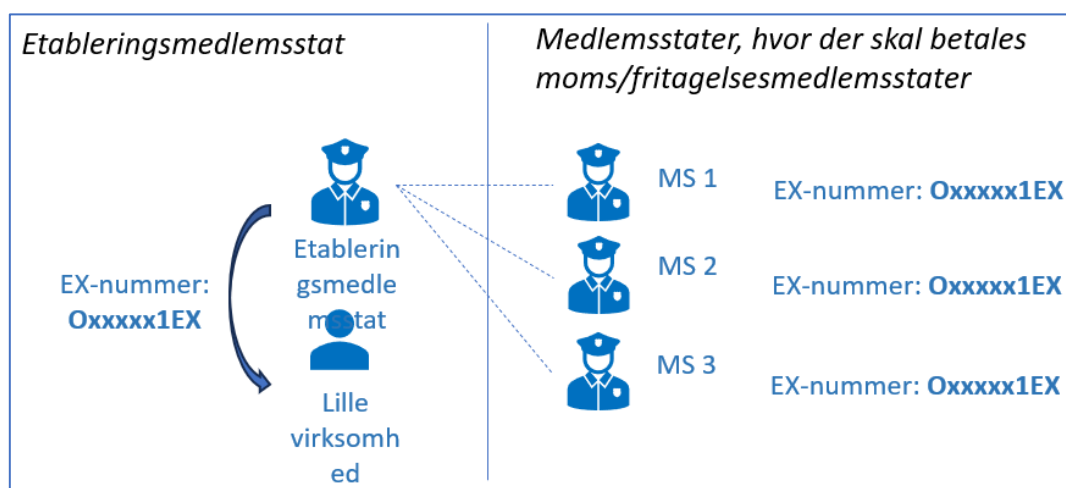 Etableringsmedlemsstat
Medlemsstater, hvor der skal betales
moms/fritagelsesmedlemsstater
Etablerin
gsmedle
msstat
EX-nummer:
Oxxxxx1EX
Lille
virksomh
ed
MS 1
EX-nummer: Oxxxxx1EX
MS 2
EX-nummer: Oxxxxx1EX
MS 3
EX-nummer: Oxxxxx1EX